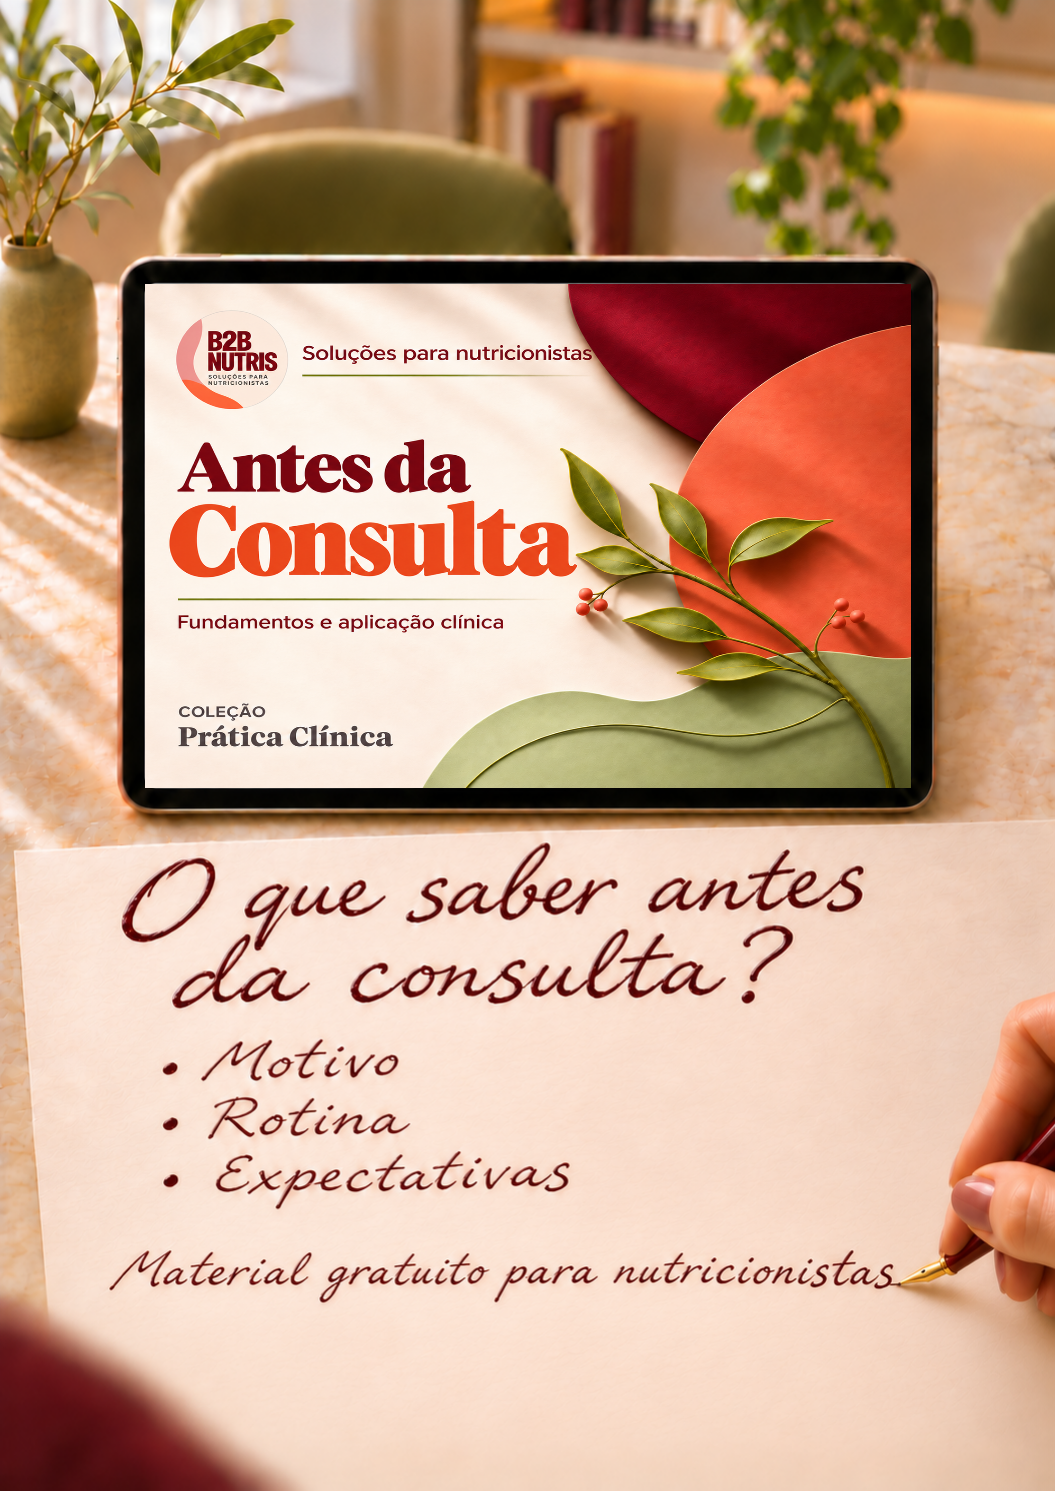 B2B
NUTRIS
SOLUÇÕES PARA
NUTRICIONISTAS
Soluções para nutricionistas
Antes da
Consulta
Fundamentos e aplicação clínica
COLEÇÃO
Prática Clínica
O que saber antes
da consulta?
• Motivo
• Rotina
• Expectativas
Material gratuito para nutricionistas.